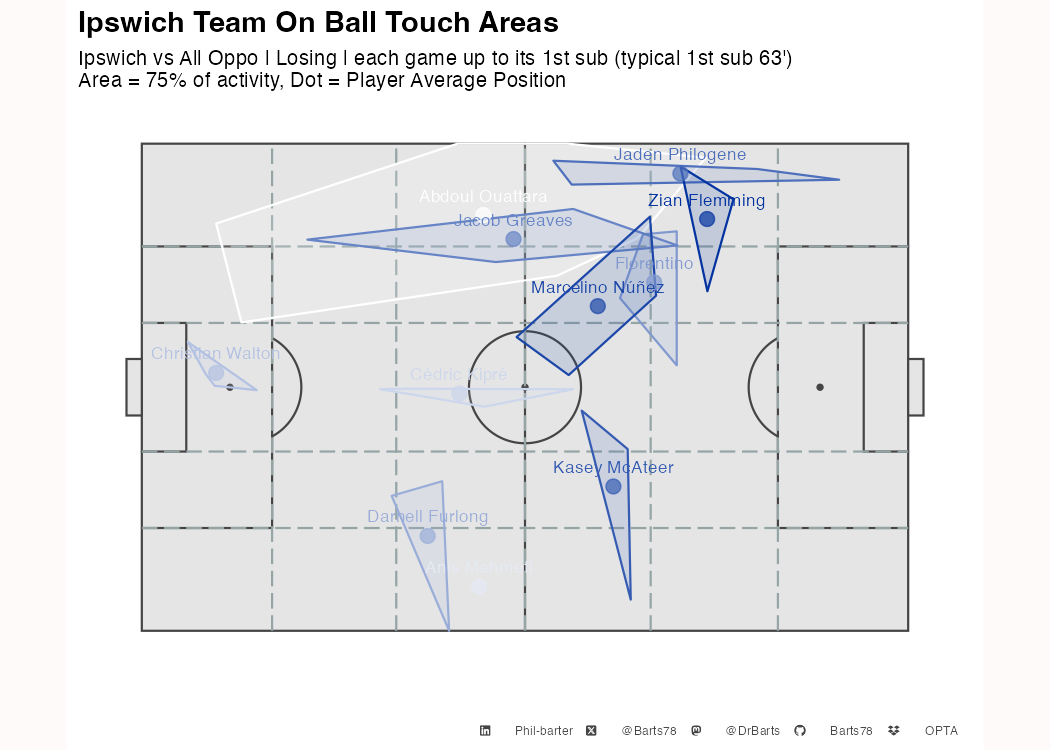 Ipswich Team On Ball Touch Areas
Ipswich vs All Oppo | Losing | each game up to its 1st sub (typical 1st sub 63')
Area = 75% of activity, Dot = Player Average Position
Jaden Philogene
Abdoul Ouattara
Zian Flemming
Jacob Greaves
Florentino
Marcelino Núñez
Christian Walton
Cédric Kipré
Kasey McAteer
Darnell Furlong
Phil-barter @Barts78 @DrBarts Barts78 OPTA